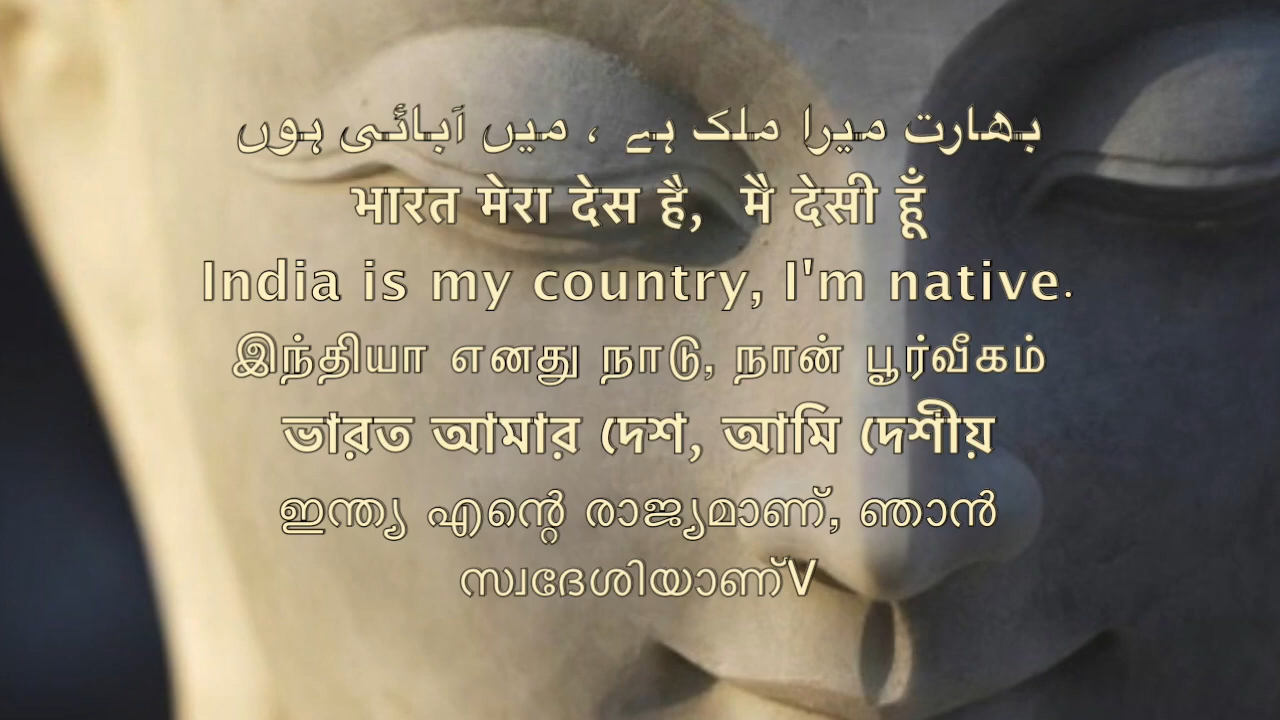 بھارت میرا ملک ہے ، میں آبائی ہوں
भारत मेरा देस है, मै देसी हूँ
India is my country, I'm native.
இந்தியா எனது நாடு, நான் பூர்வீகம்
ভারত আমার দেশ, আমি দেশীয়
ഇന്ത്യ എന്റെ രാജ്യമാണ്, ഞാൻ
സ്വദേശിയാണ്V